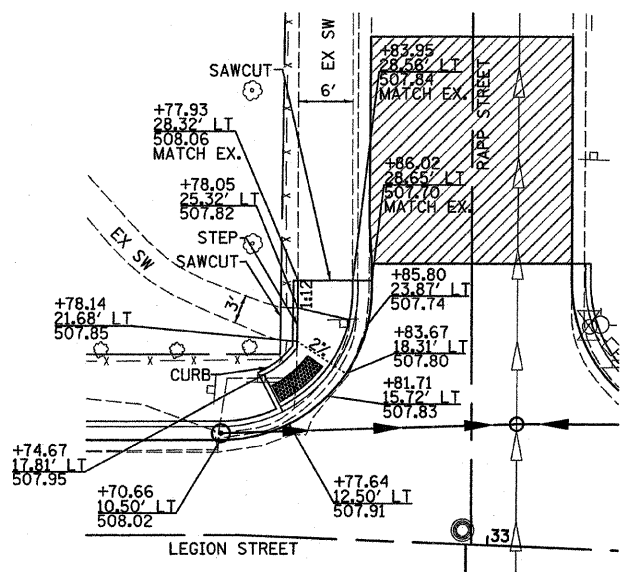 SAWCUT
EX SW
6'
+83.95
28.56' LT
507.84
MATCH EX.
RAPP STREET
+77.93
28.32' LT
508.06
MATCH EX.
+86.02
28.65' LT
507.70
MATCH EX.
+78.05
25.32' LT
507.82
STEP
SAWCUT
EX SW
3'
1:12
+85.80
23.87' LT
507.74
+78.14
21.68' LT
507.85
2%
+83.67
18.31' LT
507.80
CURB
+81.71
15.72' LT
507.83
+74.67
17.81' LT
507.95
+77.64
12.50' LT
507.91
+70.66
10.50' LT
508.02
LEGION STREET
33